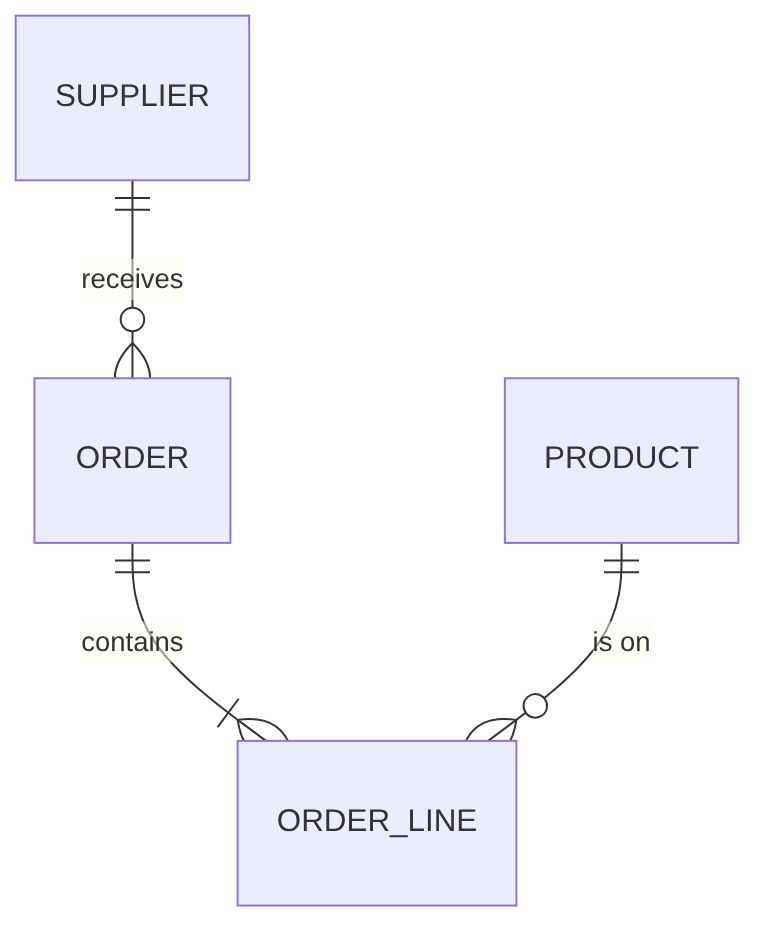 SUPPLIER
receives
ORDER
PRODUCT
contains
is on
ORDER_LINE